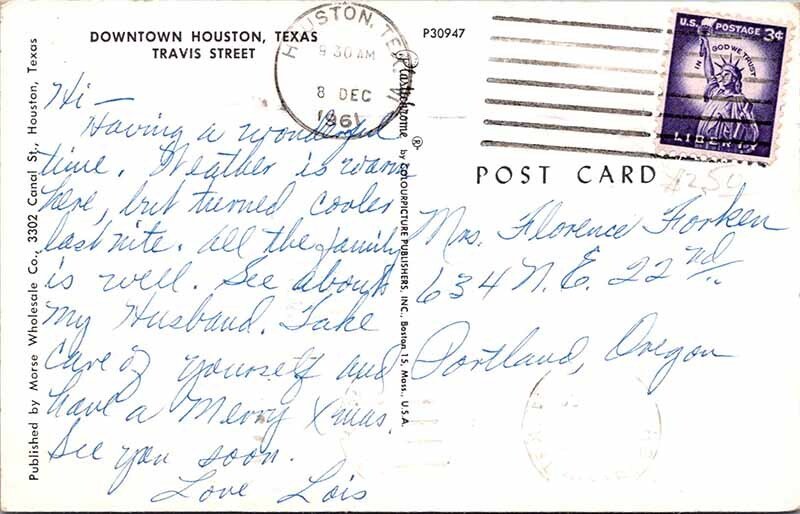 DOWNTOWN HOUSTON, TEXAS
TRAVIS STREET
HOUSTON, TEX
9 30 AM
8 DEC
1961
P30947
U.S. POSTAGE 3¢
IN GOD WE TRUST
LIBERTY
POST CARD
$1.25
Published by Morse Wholesale Co., 3302 Canal St., Houston, Texas
Plastichrome ® by COLOURPICTURE PUBLISHERS, INC., Boston 15, Mass., U.S.A.
Hi —
Having a wonderful
time. Weather is warm
here, but turned cooler
last nite. All the family
is well. See about
my Husband. Take
care of yourself and
have a Merry Xmas.
See you soon.
Love Lois
Mrs. Florence Forken
634 N.E. 22nd.
Portland, Oregon